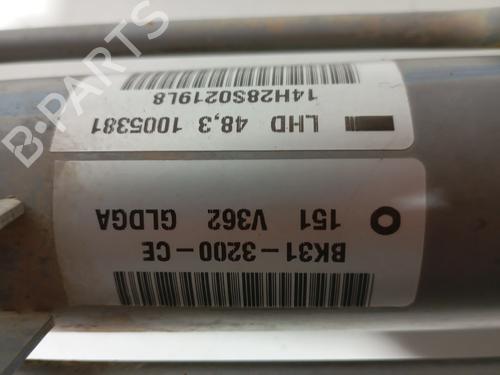 BK31-3200-CE
151 V362 GLDGA
LHD 48,3 1005381
14H28S0219L8
B-PARTS